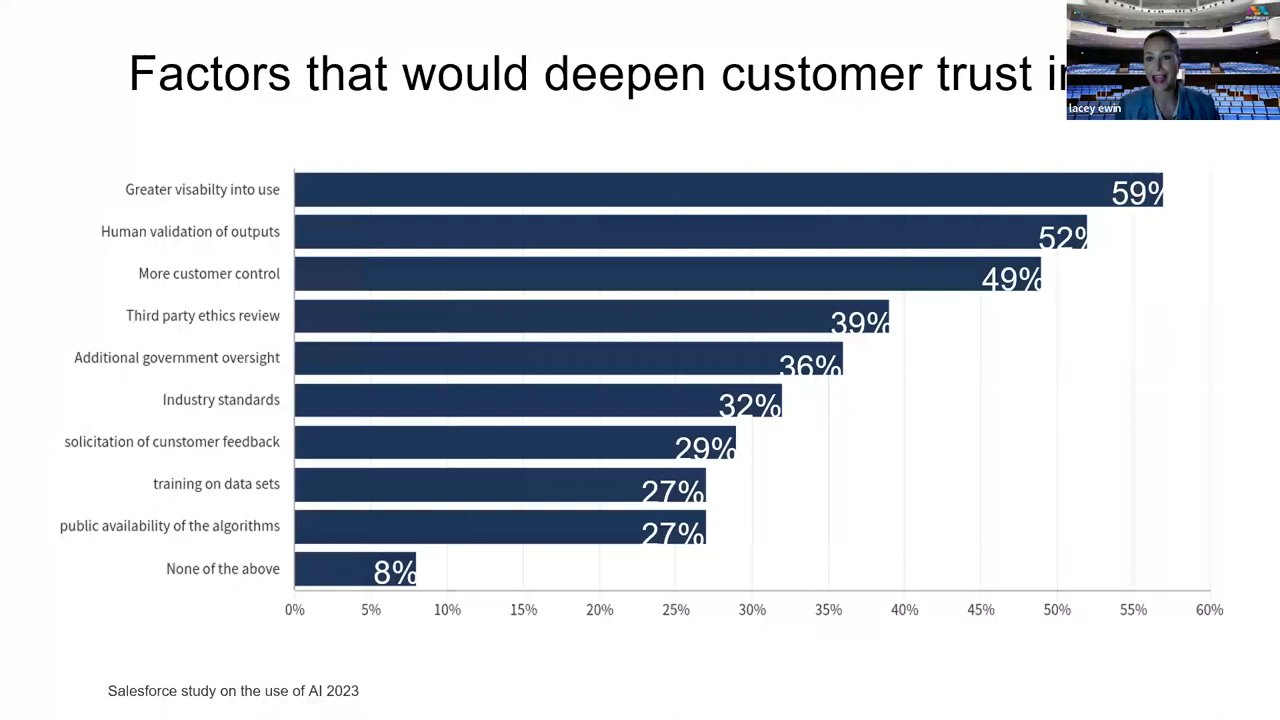 Factors that would deepen customer trust in
lacey ewin
Greater visabilty into use
59%
Human validation of outputs
52%
More customer control
49%
Third party ethics review
39%
Additional government oversight
36%
Industry standards
32%
solicitation of cunstomer feedback
29%
training on data sets
27%
public availability of the algorithms
27%
None of the above
8%
0% 5% 10% 15% 20% 25% 30% 35% 40% 45% 50% 55% 60%
Salesforce study on the use of AI 2023